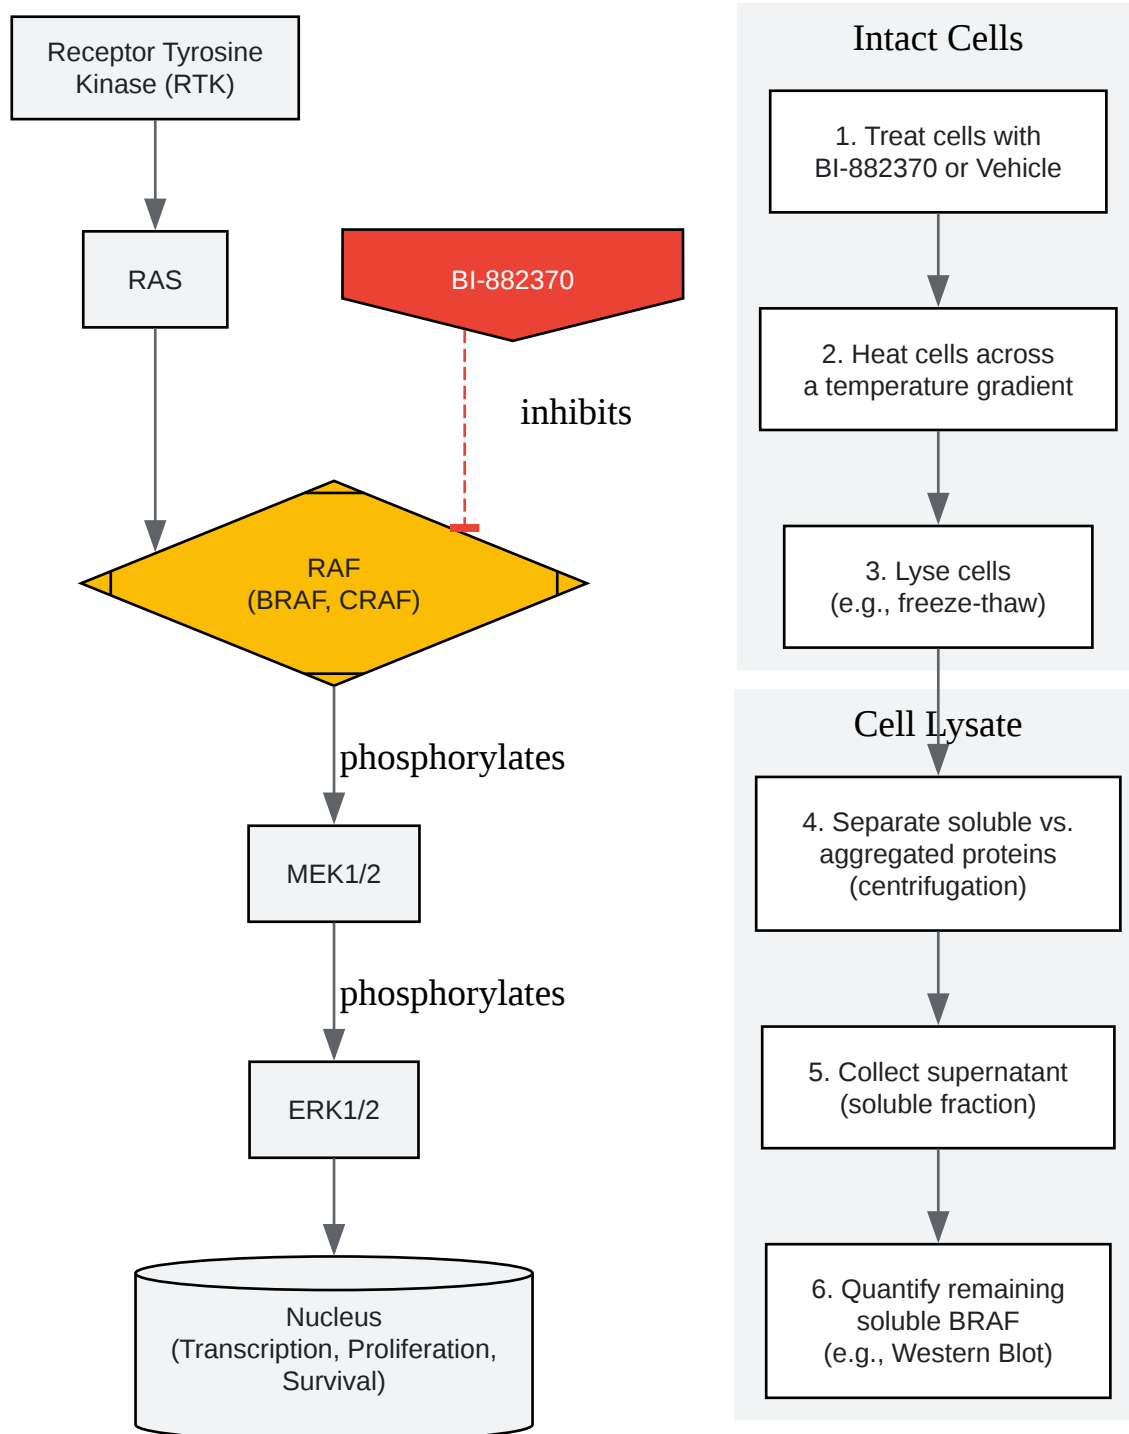 Receptor Tyrosine
Kinase (RTK)
RAS
BI-882370
inhibits
RAF
(BRAF, CRAF)
phosphorylates
MEK1/2
phosphorylates
ERK1/2
Nucleus
(Transcription, Proliferation,
Survival)
Intact Cells
1. Treat cells with
BI-882370 or Vehicle
2. Heat cells across
a temperature gradient
3. Lyse cells
(e.g., freeze-thaw)
Cell Lysate
4. Separate soluble vs.
aggregated proteins
(centrifugation)
5. Collect supernatant
(soluble fraction)
6. Quantify remaining
soluble BRAF
(e.g., Western Blot)